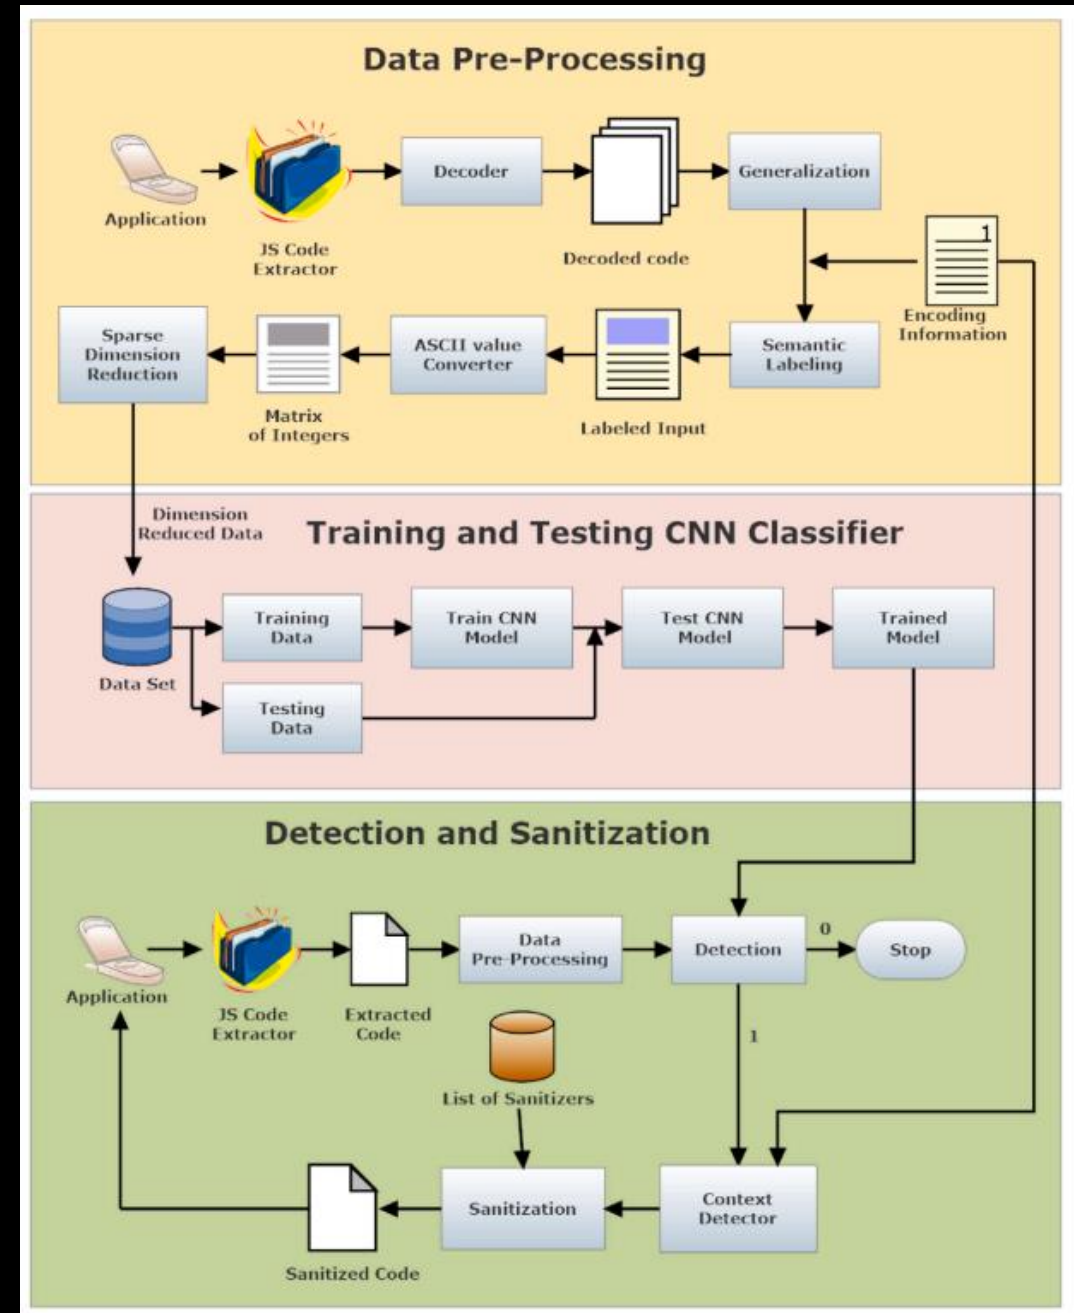 Data Pre-Processing
Application
JS Code
Extractor
Decoder
Decoded code
Generalization
1
Encoding
Information
Semantic
Labeling
Labeled Input
ASCII value
Converter
Matrix
of Integers
Sparse
Dimension
Reduction
Dimension
Reduced Data
Training and Testing CNN Classifier
Data Set
Training
Data
Testing
Data
Train CNN
Model
Test CNN
Model
Trained
Model
Detection and Sanitization
Application
JS Code
Extractor
Extracted
Code
Data
Pre-Processing
Detection
0
Stop
1
List of Sanitizers
Context
Detector
Sanitization
Sanitized Code